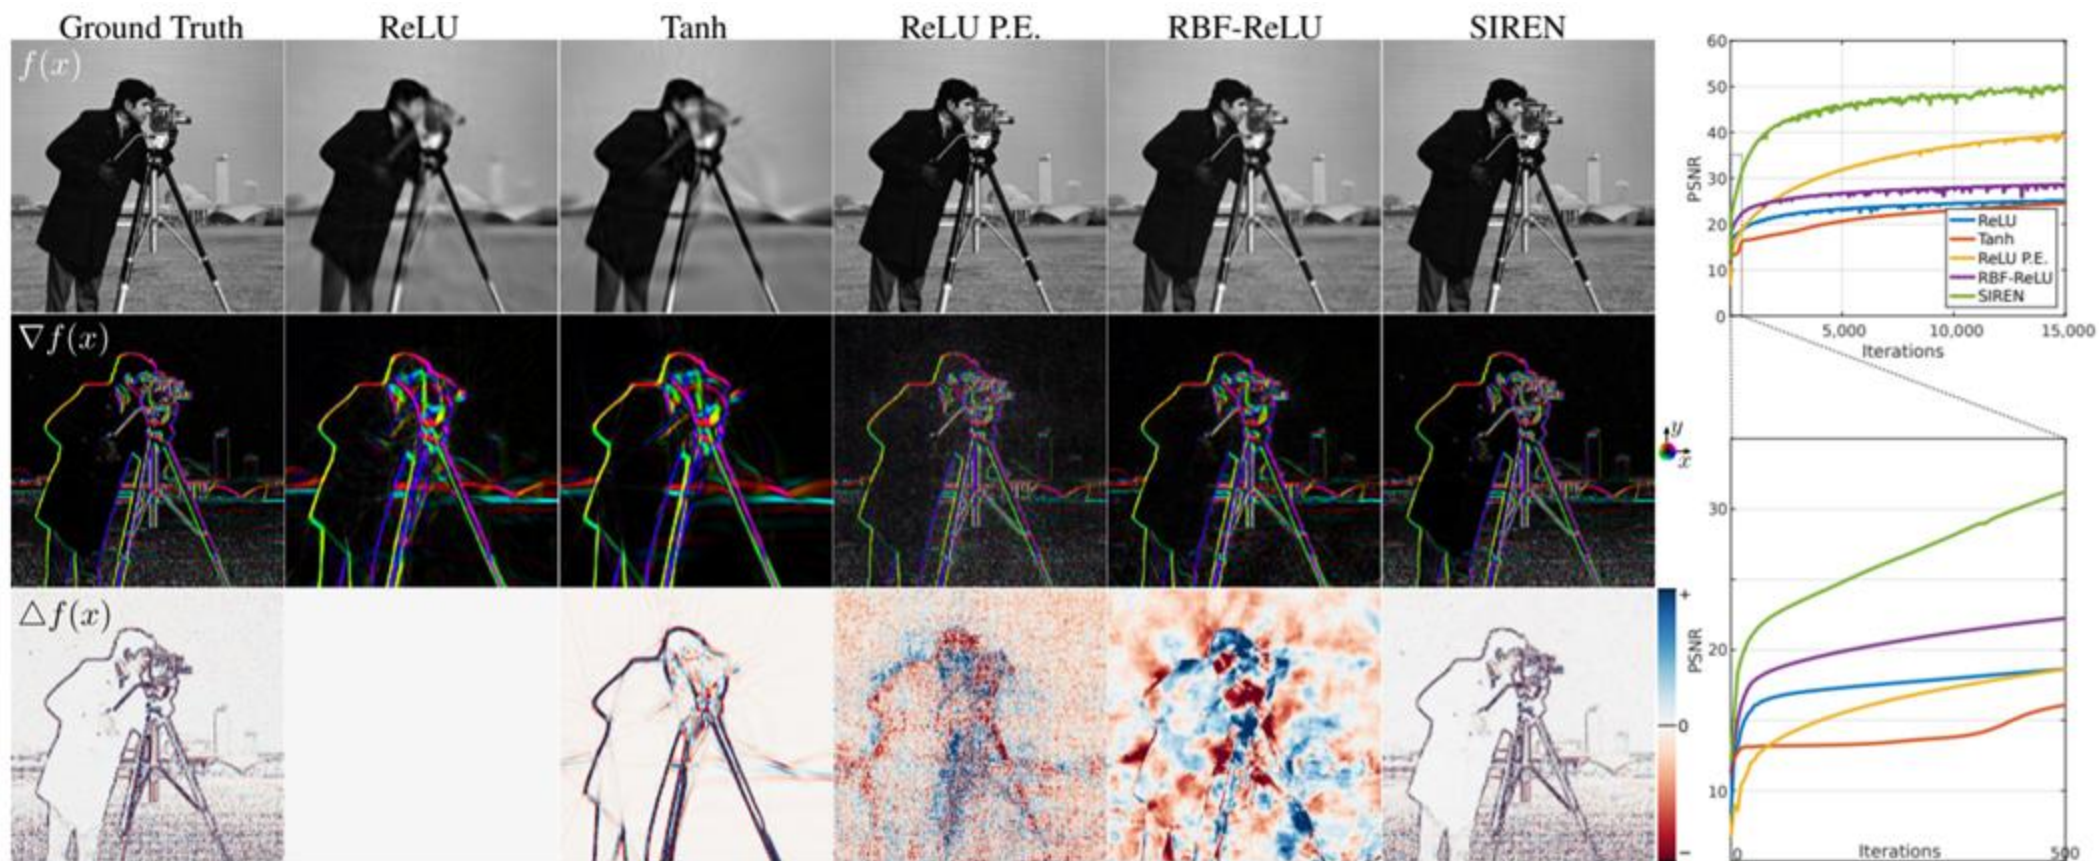 Ground Truth
ReLU
Tanh
ReLU P.E.
RBF-ReLU
SIREN
f(x)
∇f(x)
△f(x)
y
x
+
0
−
60
50
40
30
20
10
0
PSNR
5,000
10,000
15,000
Iterations
ReLU
Tanh
ReLU P.E.
RBF-ReLU
SIREN
30
20
10
PSNR
0
Iterations
500